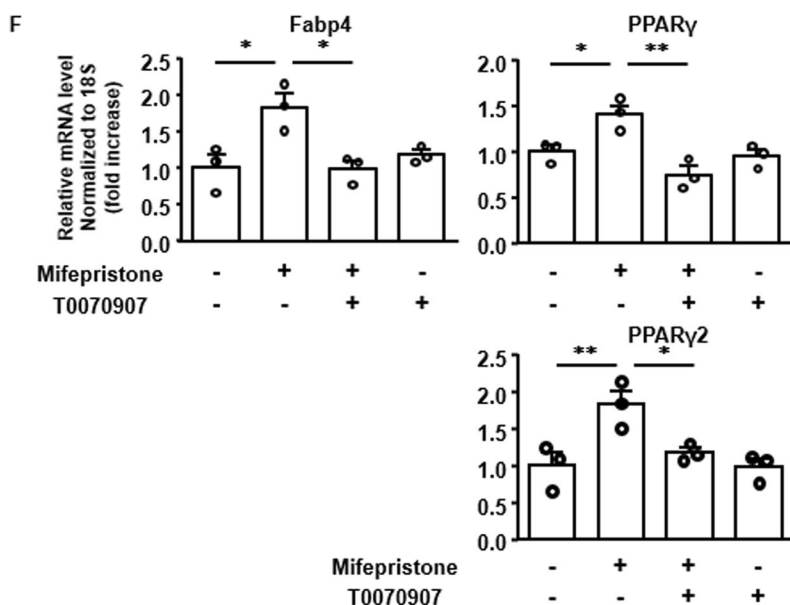 F
Fabp4
* *
Relative mRNA level
Normalized to 18S
(fold increase)
2.5
2.0
1.5
1.0
0.5
0.0
Mifepristone - + + -
T0070907 - - + +
PPARγ
* **
2.0
1.5
1.0
0.5
0.0
- + + -
- - + +
PPARγ2
** *
2.5
2.0
1.5
1.0
0.5
0.0
Mifepristone - + + -
T0070907 - - + +